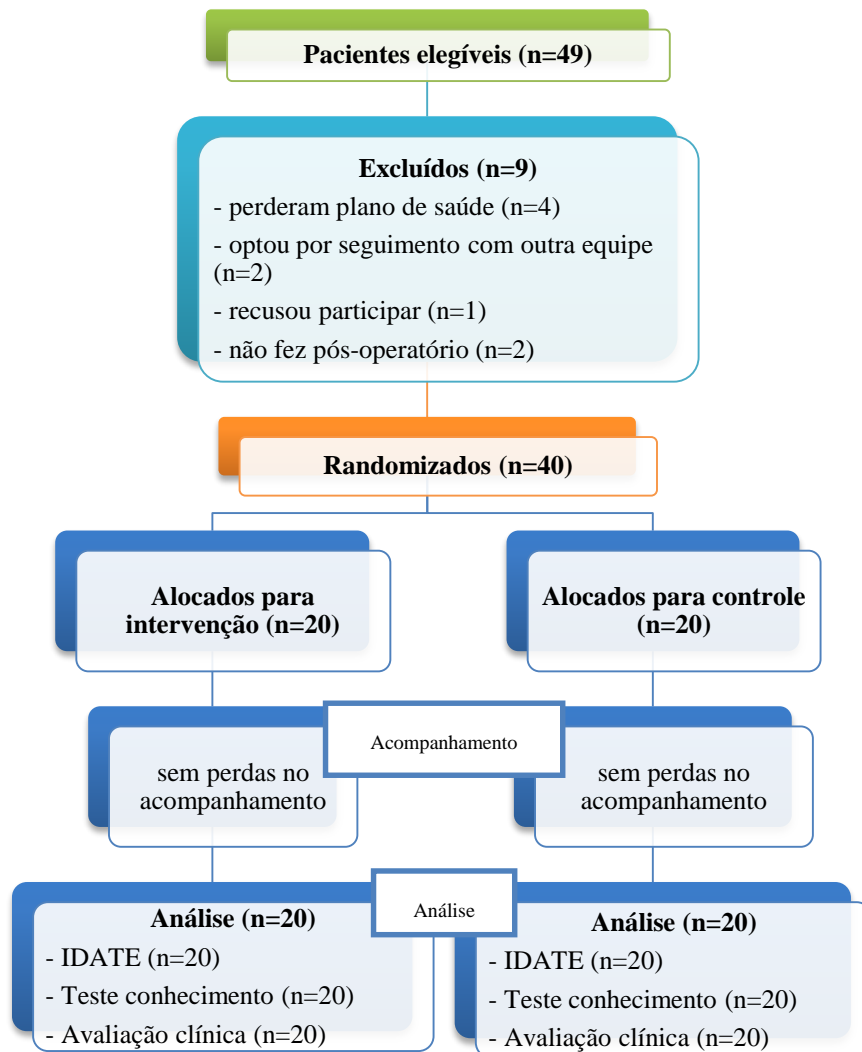 Pacientes elegíveis (n=49)
Excluídos (n=9)
- perderam plano de saúde (n=4)
- optou por seguimento com outra equipe
(n=2)
- recusou participar (n=1)
- não fez pós-operatório (n=2)
Randomizados (n=40)
Alocados para
intervenção (n=20)
Alocados para controle
(n=20)
Acompanhamento
sem perdas no
acompanhamento
sem perdas no
acompanhamento
Análise
Análise (n=20)
- IDATE (n=20)
- Teste conhecimento (n=20)
- Avaliação clínica (n=20)
Análise (n=20)
- IDATE (n=20)
- Teste conhecimento (n=20)
- Avaliação clínica (n=20)